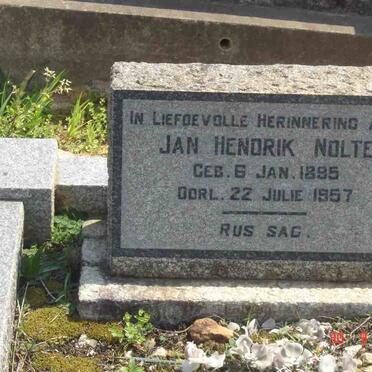 IN LIEFDEVOLLE HERINNERING A
JAN HENDRIK NOLTE
GEB. 6 JAN. 1895
OORL. 22 JULIE 1957
RUS SAG.